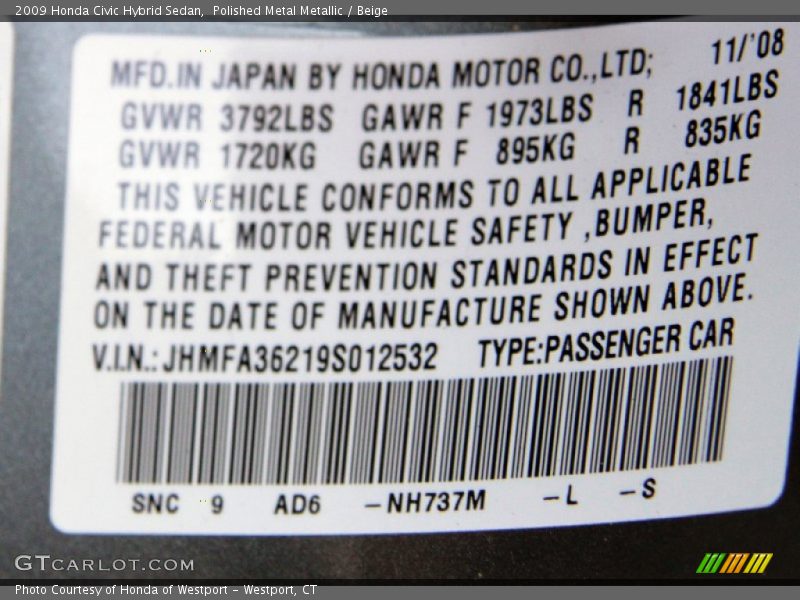 2009 Honda Civic Hybrid Sedan, Polished Metal Metallic / Beige
MFD.IN JAPAN BY HONDA MOTOR CO.,LTD; 11/'08
GVWR 3792LBS GAWR F 1973LBS R 1841LBS
GVWR 1720KG GAWR F 895KG R 835KG
THIS VEHICLE CONFORMS TO ALL APPLICABLE
FEDERAL MOTOR VEHICLE SAFETY ,BUMPER,
AND THEFT PREVENTION STANDARDS IN EFFECT
ON THE DATE OF MANUFACTURE SHOWN ABOVE.
V.I.N.:JHMFA36219S012532 TYPE:PASSENGER CAR
SNC 9 AD6 –NH737M –L –S
GTCARLOT.COM
Photo Courtesy of Honda of Westport – Westport, CT